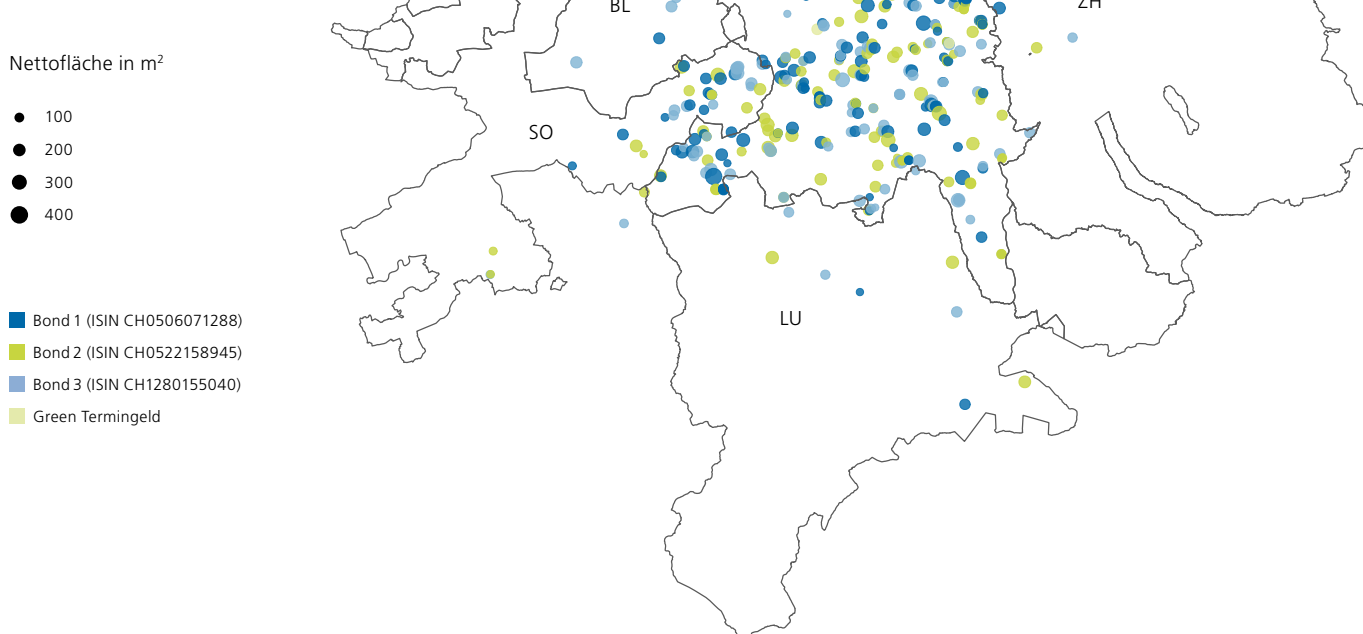 BL
ZH
Nettofläche in m²
100
SO
200
300
400
Bond 1 (ISIN CH0506071288)
LU
Bond 2 (ISIN CH0522158945)
Bond 3 (ISIN CH1280155040)
Green Termingeld